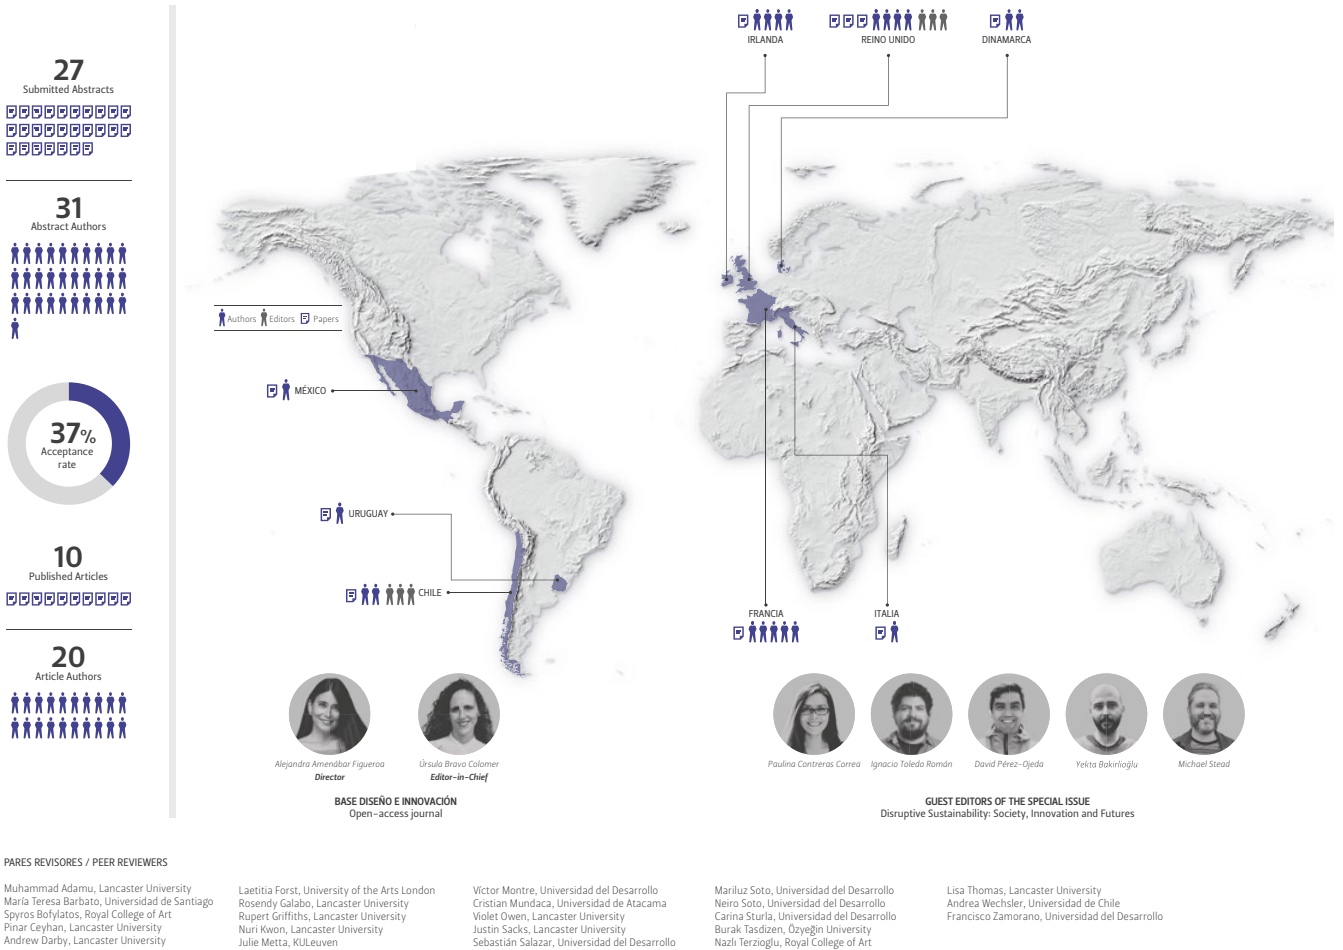 27
Submitted Abstracts
31
Abstract Authors
37%
Acceptance
rate
10
Published Articles
20
Article Authors
IRLANDA
REINO UNIDO
DINAMARCA
Authors Editors Papers
MÉXICO
URUGUAY
CHILE
FRANCIA
ITALIA
Alejandra Amenábar Figueroa
Director
Úrsula Bravo Colomer
Editor-in-Chief
BASE DISEÑO E INNOVACIÓN
Open-access journal
Paulina Contreras Correa
Ignacio Toledo Román
David Pérez-Ojeda
Yekta Bakırlıoğlu
Michael Stead
GUEST EDITORS OF THE SPECIAL ISSUE
Disruptive Sustainability: Society, Innovation and Futures
PARES REVISORES / PEER REVIEWERS
Muhammad Adamu, Lancaster University
María Teresa Barbato, Universidad de Santiago
Spyros Bofylatos, Royal College of Art
Pinar Ceyhan, Lancaster University
Andrew Darby, Lancaster University
Laetitia Forst, University of the Arts London
Rosendy Galabo, Lancaster University
Rupert Griffiths, Lancaster University
Nuri Kwon, Lancaster University
Julie Metta, KULeuven
Víctor Montre, Universidad del Desarrollo
Cristian Mundaca, Universidad de Atacama
Violet Owen, Lancaster University
Justin Sacks, Lancaster University
Sebastián Salazar, Universidad del Desarrollo
Mariluz Soto, Universidad del Desarrollo
Neiro Soto, Universidad del Desarrollo
Carina Sturla, Universidad del Desarrollo
Burak Tasdizen, Özyeğin University
Nazlı Terzioglu, Royal College of Art
Lisa Thomas, Lancaster University
Andrea Wechsler, Universidad de Chile
Francisco Zamorano, Universidad del Desarrollo